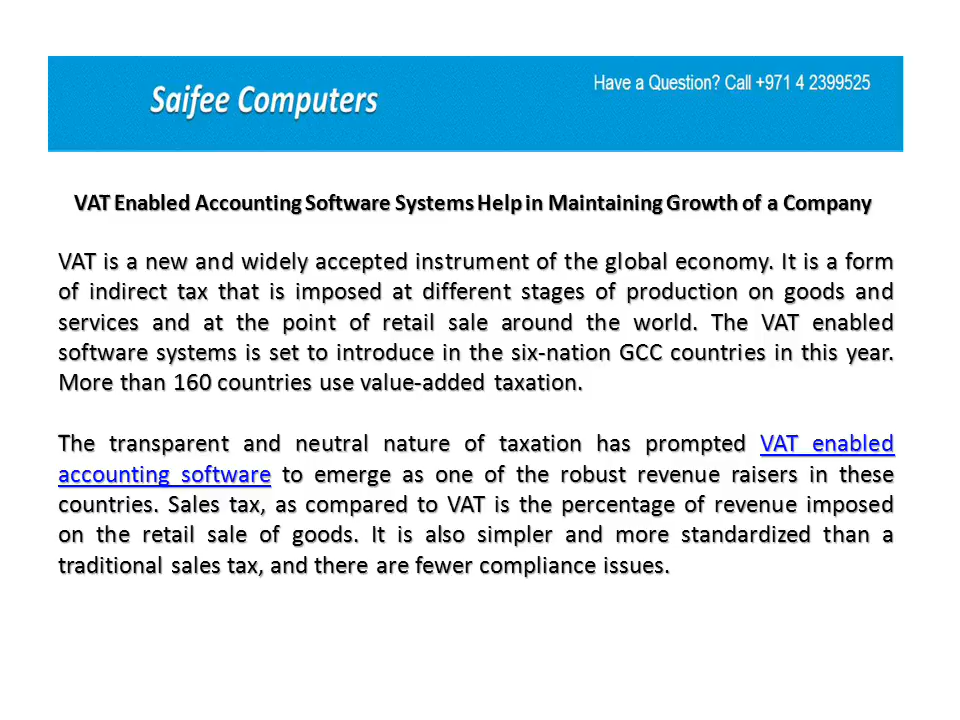 Saifee Computers
Have a Question? Call +971 4 2399525
VAT Enabled Accounting Software Systems Help in Maintaining Growth of a Company
VAT is a new and widely accepted instrument of the global economy. It is a form
of indirect tax that is imposed at different stages of production on goods and
services and at the point of retail sale around the world. The VAT enabled
software systems is set to introduce in the six-nation GCC countries in this year.
More than 160 countries use value-added taxation.
The transparent and neutral nature of taxation has prompted VAT enabled
accounting software to emerge as one of the robust revenue raisers in these
countries. Sales tax, as compared to VAT is the percentage of revenue imposed
on the retail sale of goods. It is also simpler and more standardized than a
traditional sales tax, and there are fewer compliance issues.